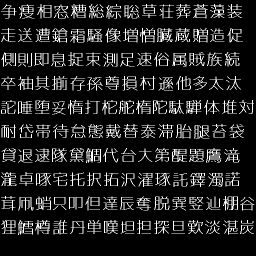 争痩相窓糟総綜聡草荘葬蒼藻装
走送遭鎗霜騒像増憎臓蔵贈造促
側則即息捉束測足速俗属賊族続
卒袖其揃存孫尊損村遜他多太汰
詑唾堕妥惰打柁舵楕陀駄騨体堆対
耐岱帯待怠態戴替泰滞胎腿苔袋
貸退逮隊黛鯛代台大第醍題鷹滝
瀧卓啄宅托択拓沢濯琢託鐸濁諾
茸凧蛸只叩但達辰奪脱巽竪辿棚谷
狸鱈樽誰丹単嘆坦担探旦歎淡湛炭